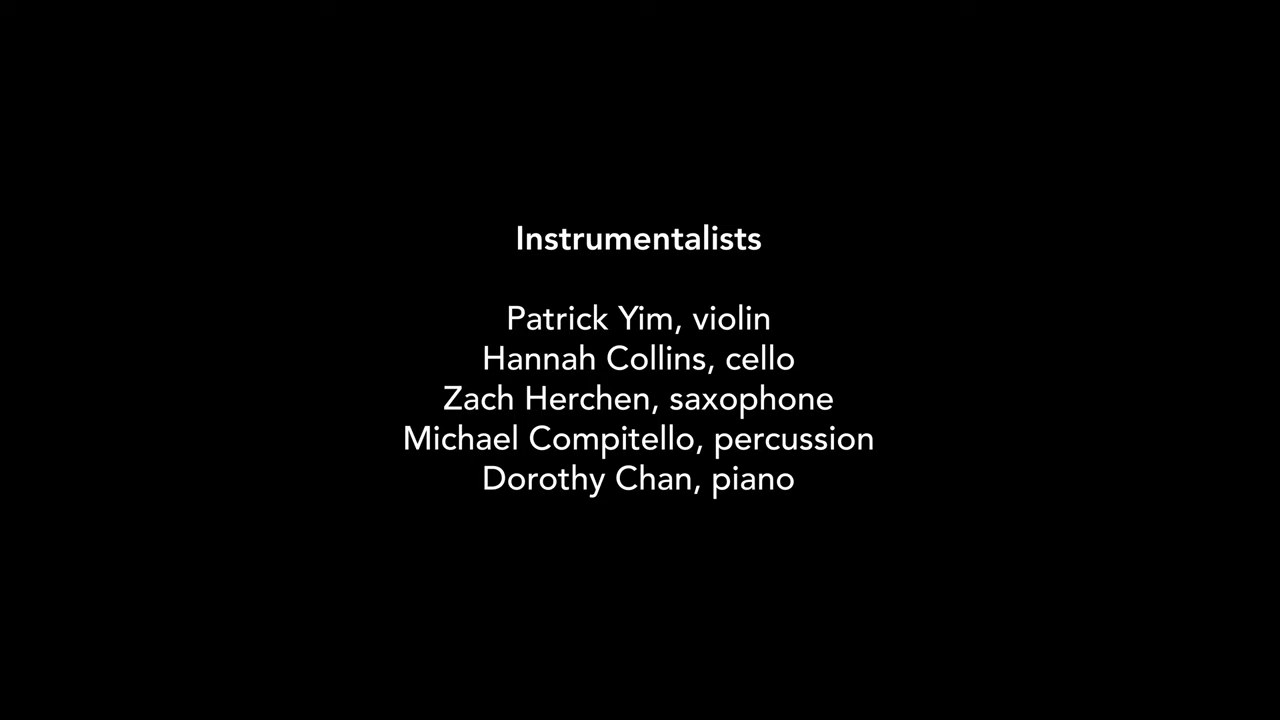 Instrumentalists
Patrick Yim, violin
Hannah Collins, cello
Zach Herchen, saxophone
Michael Compitello, percussion
Dorothy Chan, piano